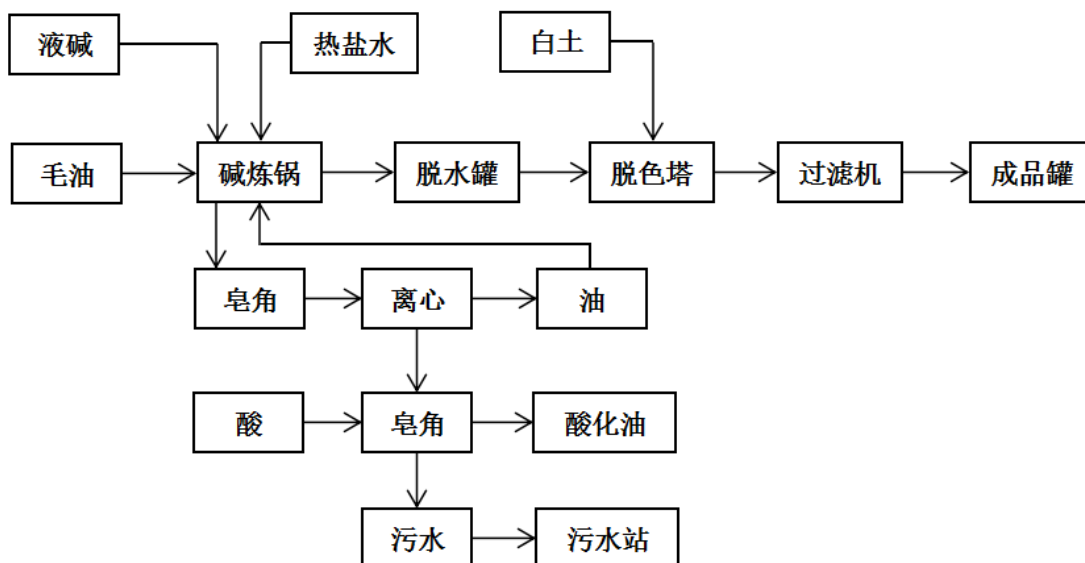 液碱
热盐水
白土
毛油
碱炼锅
脱水罐
脱色塔
过滤机
成品罐
皂角
离心
油
酸
皂角
酸化油
污水
污水站